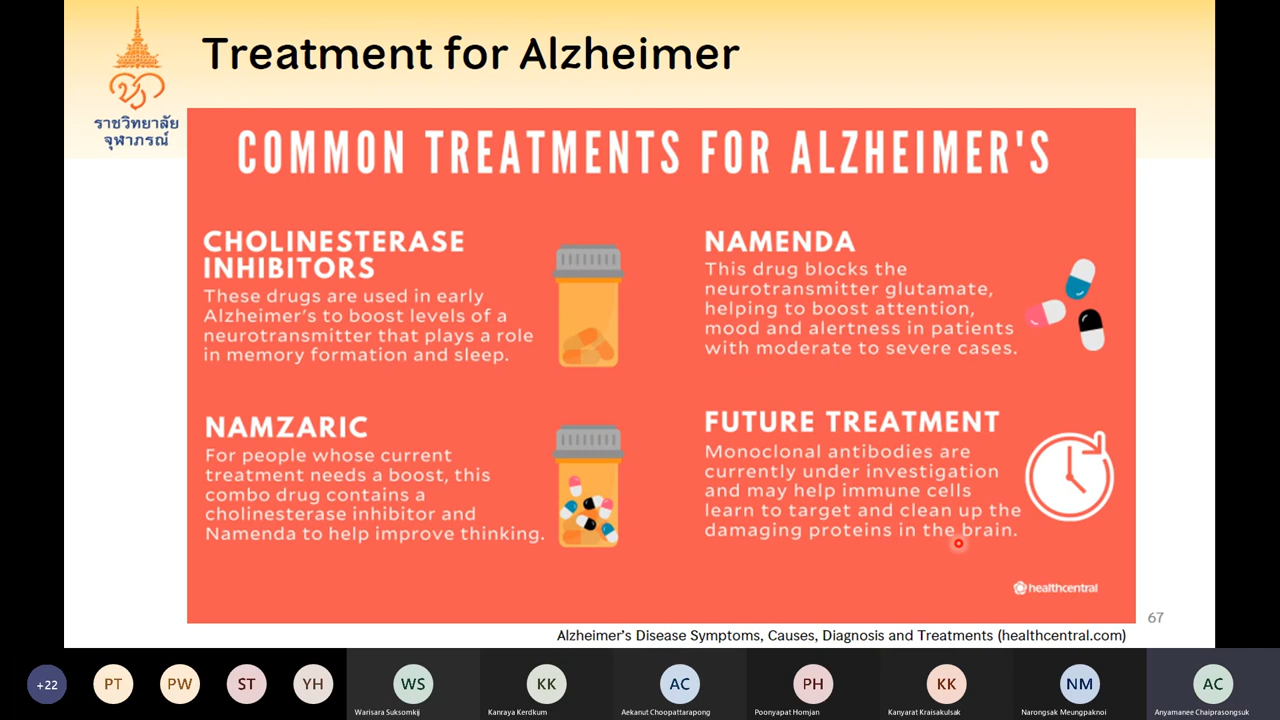 Treatment for Alzheimer
ราชวิทยาลัย
จุฬาภรณ์
COMMON TREATMENTS FOR ALZHEIMER'S
CHOLINESTERASE
INHIBITORS
These drugs are used in early
Alzheimer's to boost levels of a
neurotransmitter that plays a role
in memory formation and sleep.
NAMENDA
This drug blocks the
neurotransmitter glutamate,
helping to boost attention,
mood and alertness in patients
with moderate to severe cases.
NAMZARIC
For people whose current
treatment needs a boost, this
combo drug contains a
cholinesterase inhibitor and
Namenda to help improve thinking.
FUTURE TREATMENT
Monoclonal antibodies are
currently under investigation
and may help immune cells
learn to target and clean up the
damaging proteins in the brain.
healthcentral
67
Alzheimer's Disease Symptoms, Causes, Diagnosis and Treatments (healthcentral.com)
+22
PT
PW
ST
YH
WS
Warisara Suksomkij
KK
Kanraya Kerdkum
AC
Aekanut Choopattarapong
PH
Poonyapat Homjan
KK
Kanyarat Kraisakulsak
NM
Narongsak Meungpaknoi
AC
Anyamanee Chaiprasongsuk